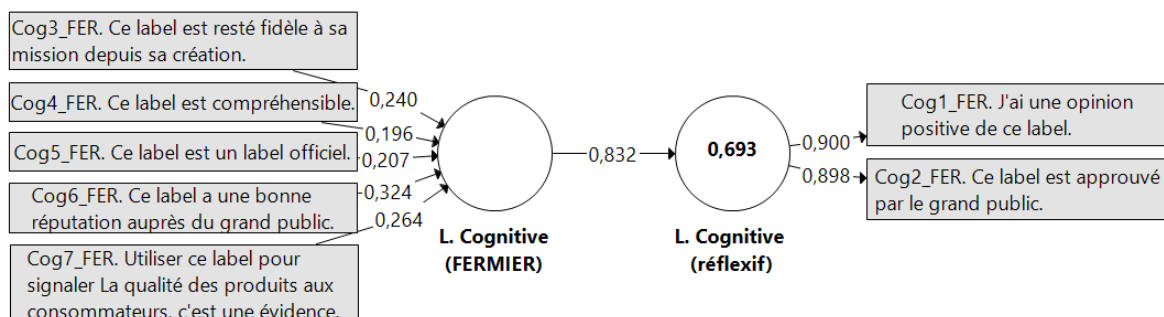 Cog3_FER. Ce label est resté fidèle à sa
mission depuis sa création.
Cog4_FER. Ce label est compréhensible.
Cog5_FER. Ce label est un label officiel.
Cog6_FER. Ce label a une bonne
réputation auprès du grand public.
Cog7_FER. Utiliser ce label pour
signaler La qualité des produits aux
consommateurs, c'est une évidence.
0,240
0,196
0,207
0,324
0,264
L. Cognitive
(FERMIER)
0,832
0,693
L. Cognitive
(réflexif)
0,900
0,898
Cog1_FER. J'ai une opinion
positive de ce label.
Cog2_FER. Ce label est approuvé
par le grand public.